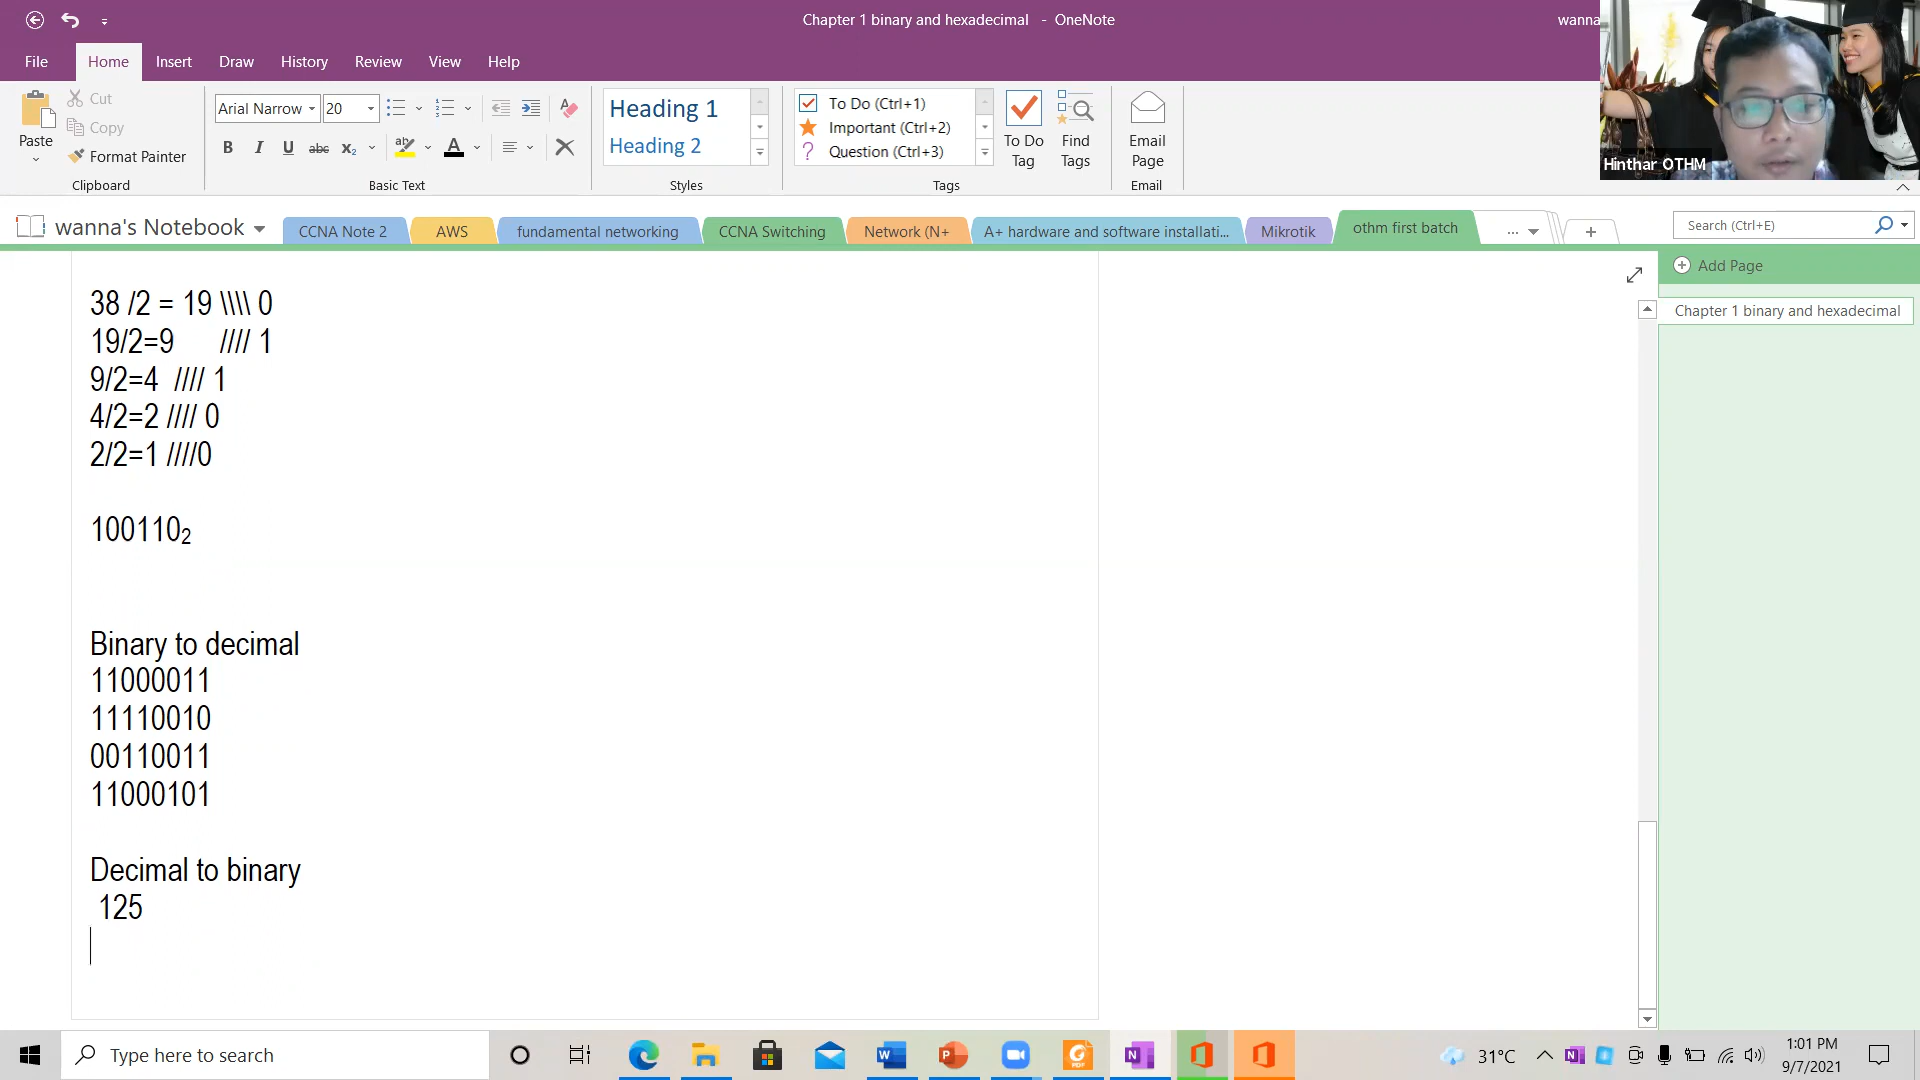 Chapter 1 binary and hexadecimal - OneNote
wanna
File Home Insert Draw History Review View Help
Paste
Cut
Copy
Format Painter
Clipboard
Arial Narrow 20
B I U abc x₂ ab A
Basic Text
Heading 1
Heading 2
Styles
To Do (Ctrl+1)
Important (Ctrl+2)
Question (Ctrl+3)
Tags
To Do Tag
Find Tags
Email Page
Email
Hinthar OTHM
wanna's Notebook
CCNA Note 2
AWS
fundamental networking
CCNA Switching
Network (N+
A+ hardware and software installati...
Mikrotik
othm first batch
...
Search (Ctrl+E)
Add Page
Chapter 1 binary and hexadecimal
38 /2 = 19 \\\\ 0
19/2=9 //// 1
9/2=4 //// 1
4/2=2 //// 0
2/2=1 ////0
100110₂
Binary to decimal
11000011
11110010
00110011
11000101
Decimal to binary
125
Type here to search
31°C
1:01 PM
9/7/2021